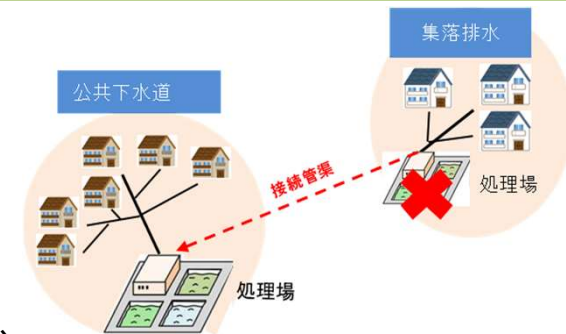 集落排水
公共下水道
接続管渠
処理場
処理場